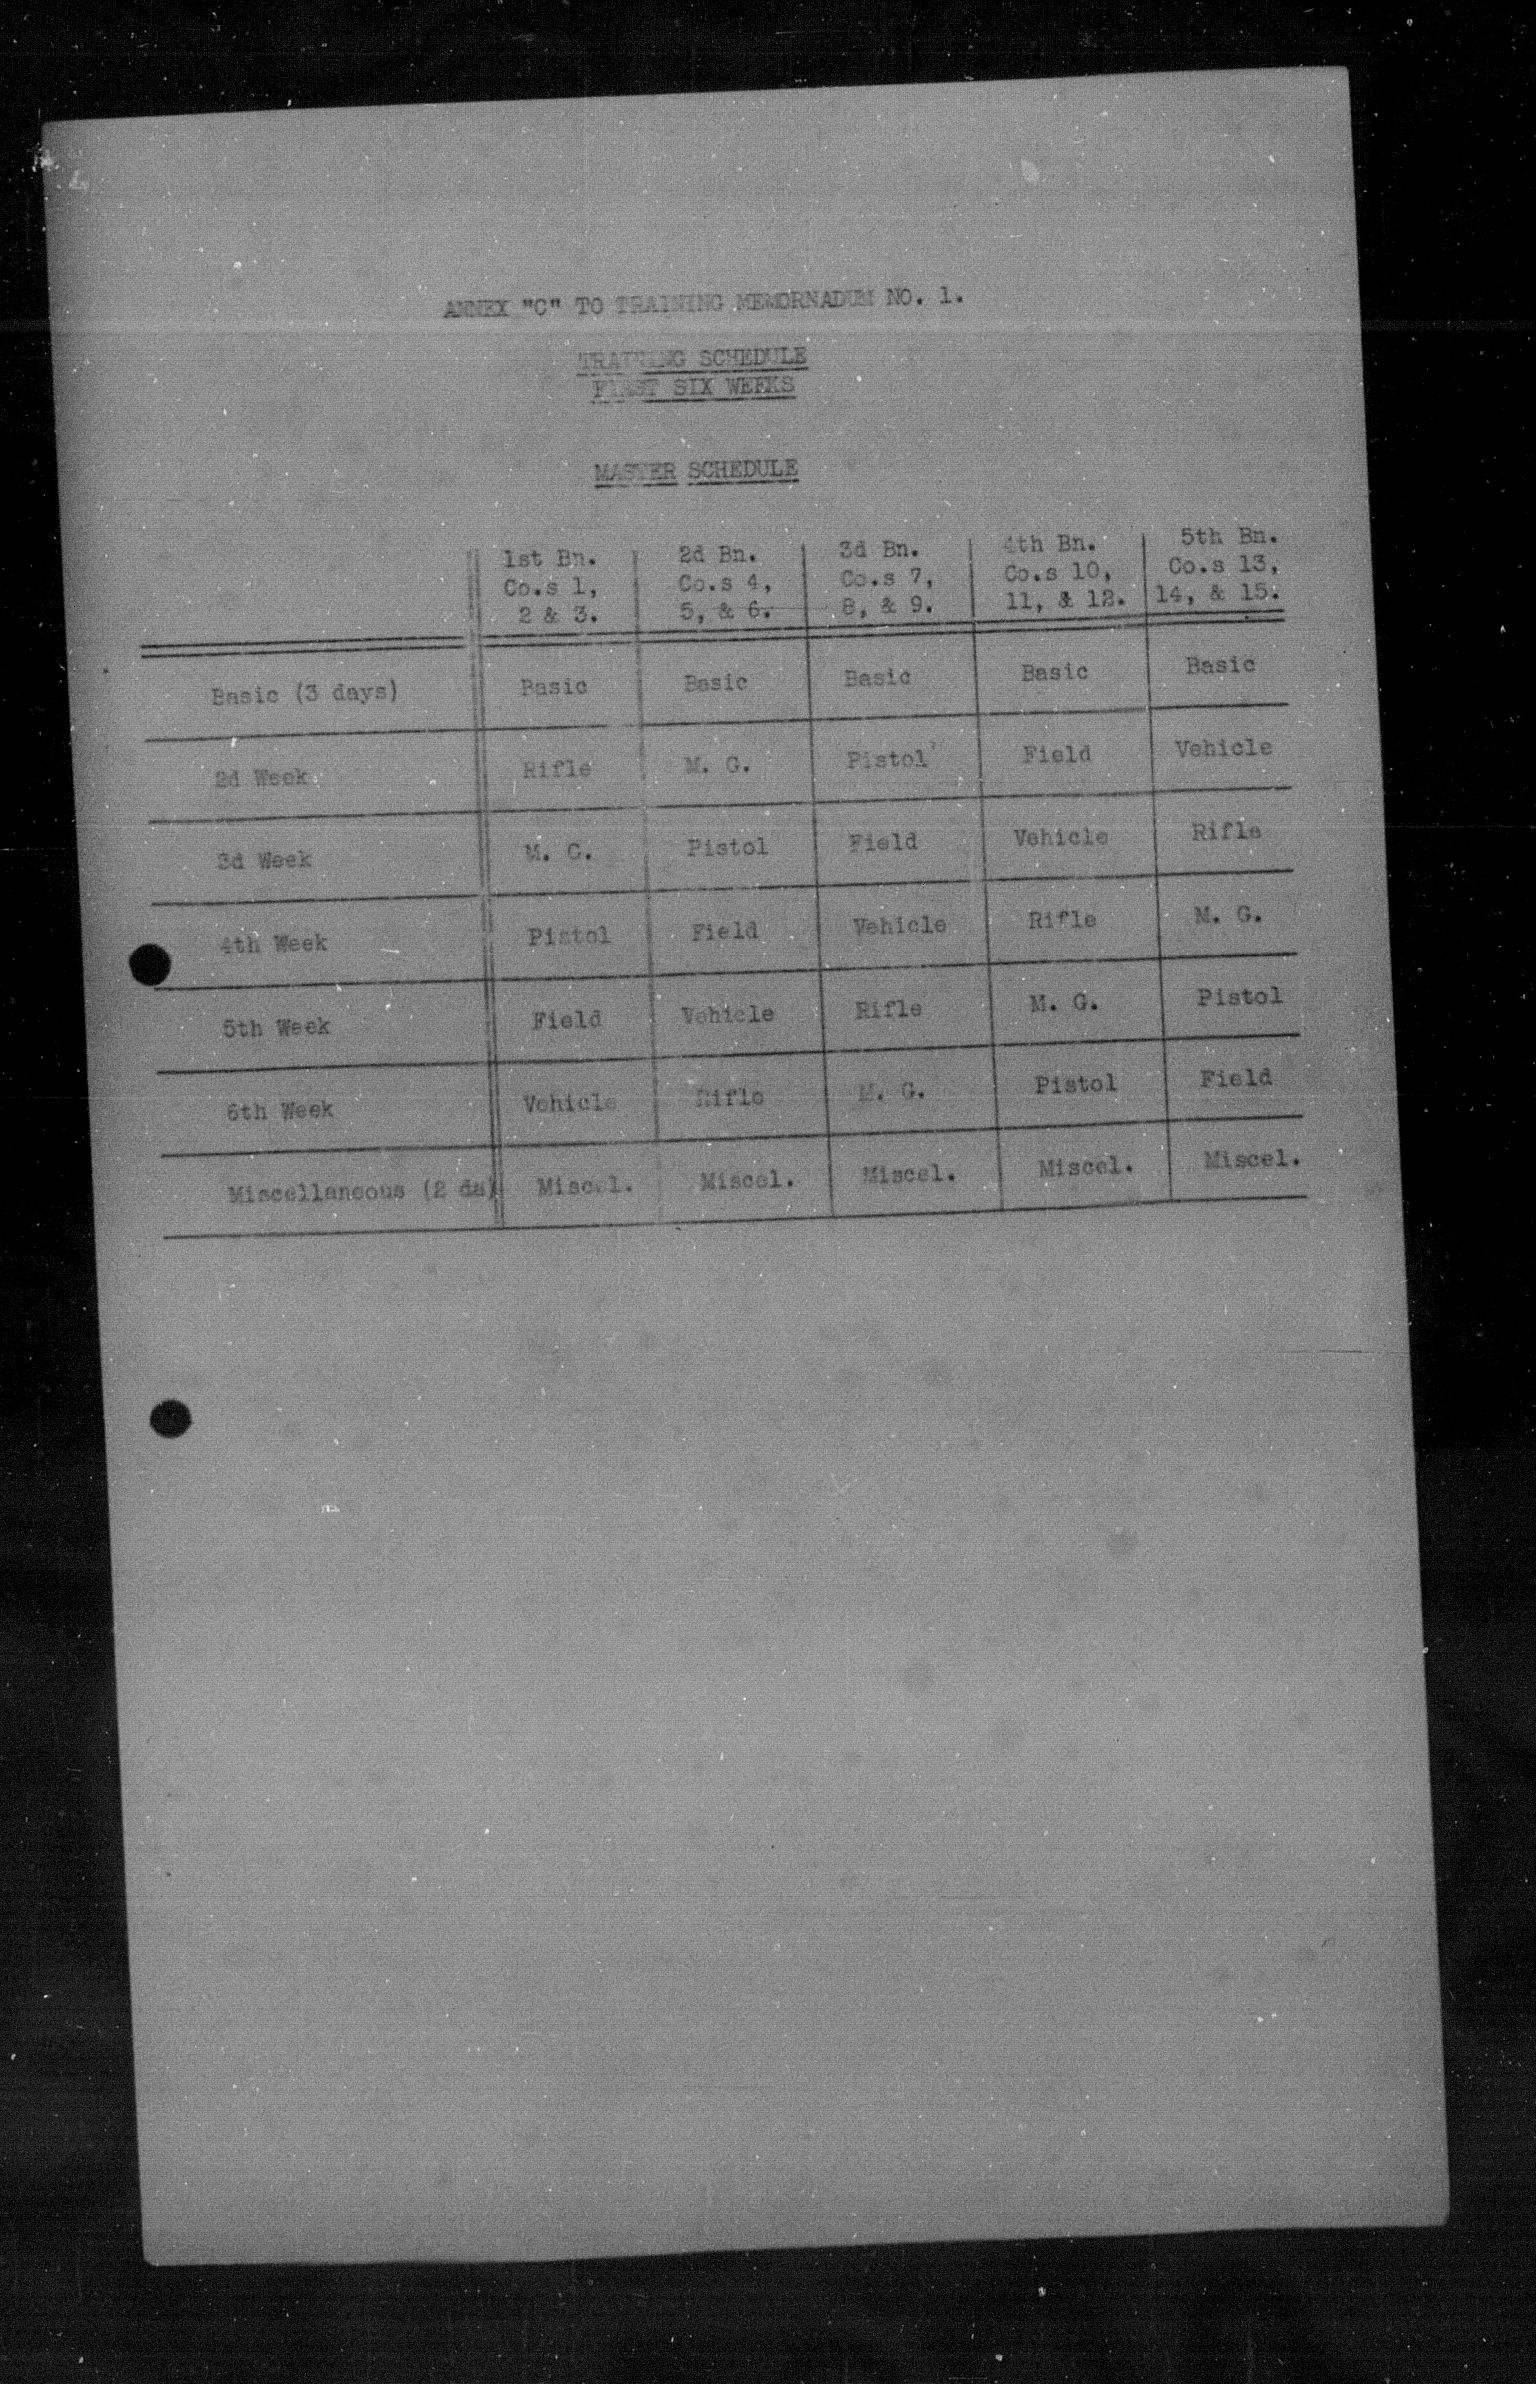 ANNEX "C" TO TRAINING MEMORNADUM NO. 1.
TRAINING SCHEDULE
FIRST SIX WEEKS
MASTER SCHEDULE
1st Bn. 2d Bn. 3d Bn. 4th Bn. 5th Bn.
Co.s 1, Co.s 4, Co.s 7, Co.s 10, Co.s 13,
2 & 3. 5, & 6. 8, & 9. 11, & 12. 14, & 15.
Basic (3 days) Basic Basic Basic Basic Basic
2d Week Rifle M. G. Pistol Field Vehicle
3d Week M. G. Pistol Field Vehicle Rifle
4th Week Pistol Field Vehicle Rifle M. G.
5th Week Field Vehicle Rifle M. G. Pistol
6th Week Vehicle Rifle M. G. Pistol Field
Miscellaneous (2 da) Miscel. Miscel. Miscel. Miscel. Miscel.